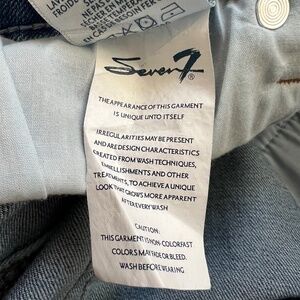 Seven7®
THE APPEARANCE OF THIS GARMENT
IS UNIQUE UNTO ITSELF
IRREGULARITIES MAY BE PRESENT
AND ARE DESIGN CHARACTERISTICS
CREATED FROM WASH TECHNIQUES,
EMBELLISHMENTS AND OTHER
TREATMENTS, TO ACHIEVE A UNIQUE
LOOK THAT GROWS MORE APPARENT
AFTER EVERY WASH
CAUTION:
THIS GARMENT IS NON-COLORFAST
COLORS MAY FADE OR BLEED.
WASH BEFORE WEARING